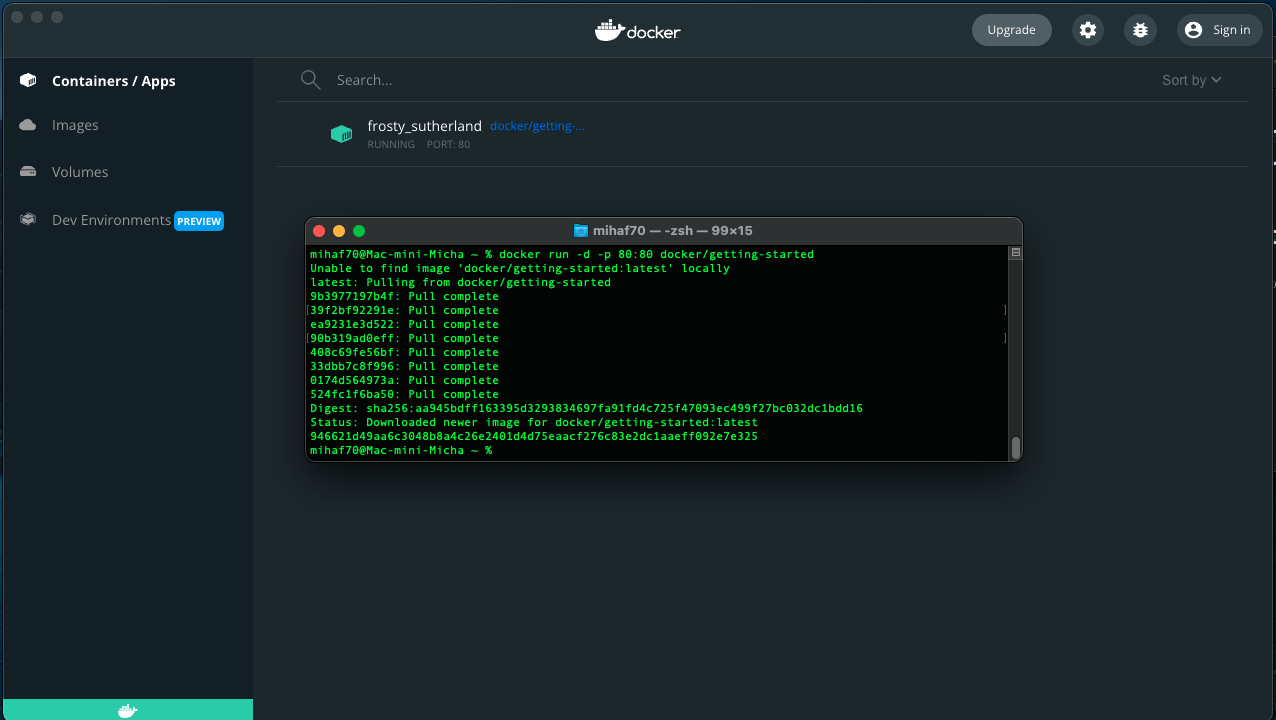 docker
Upgrade
Sign in
Containers / Apps
Images
Volumes
Dev Environments PREVIEW
Search...
Sort by
frosty_sutherland docker/getting-...
RUNNING PORT: 80
mihaf70 — -zsh — 99×15
mihaf70@Mac-mini-Micha ~ % docker run -d -p 80:80 docker/getting-started
Unable to find image 'docker/getting-started:latest' locally
latest: Pulling from docker/getting-started
9b3977197b4f: Pull complete
[39f2bf92291e: Pull complete ]
ea9231e3d522: Pull complete
[90b319ad0eff: Pull complete ]
408c69fe56bf: Pull complete
33dbb7c8f996: Pull complete
0174d564973a: Pull complete
524fc1f6ba50: Pull complete
Digest: sha256:aa945bdff163395d3293834697fa91fd4c725f47093ec499f27bc032dc1bdd16
Status: Downloaded newer image for docker/getting-started:latest
946621d49aa6c3048b8a4c26e2401d4d75eaacf276c83e2dc1aaeff092e7e325
mihaf70@Mac-mini-Micha ~ %